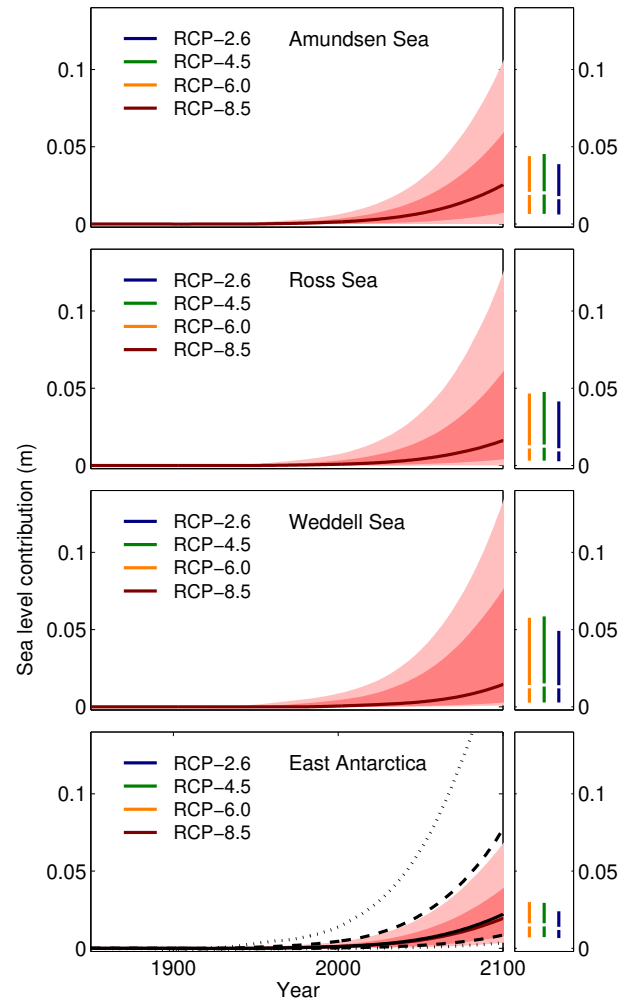 RCP-2.6 Amundsen Sea
RCP-4.5
RCP-6.0
RCP-8.5
0.1 0.1
0.05 0.05
0 0
RCP-2.6 Ross Sea
RCP-4.5
RCP-6.0
RCP-8.5
0.1 0.1
0.05 0.05
0 0
RCP-2.6 Weddell Sea
RCP-4.5
RCP-6.0
RCP-8.5
0.1 0.1
0.05 0.05
0 0
RCP-2.6 East Antarctica
RCP-4.5
RCP-6.0
RCP-8.5
0.1 0.1
0.05 0.05
0 0
1900 2000 2100
Year
Sea level contribution (m)